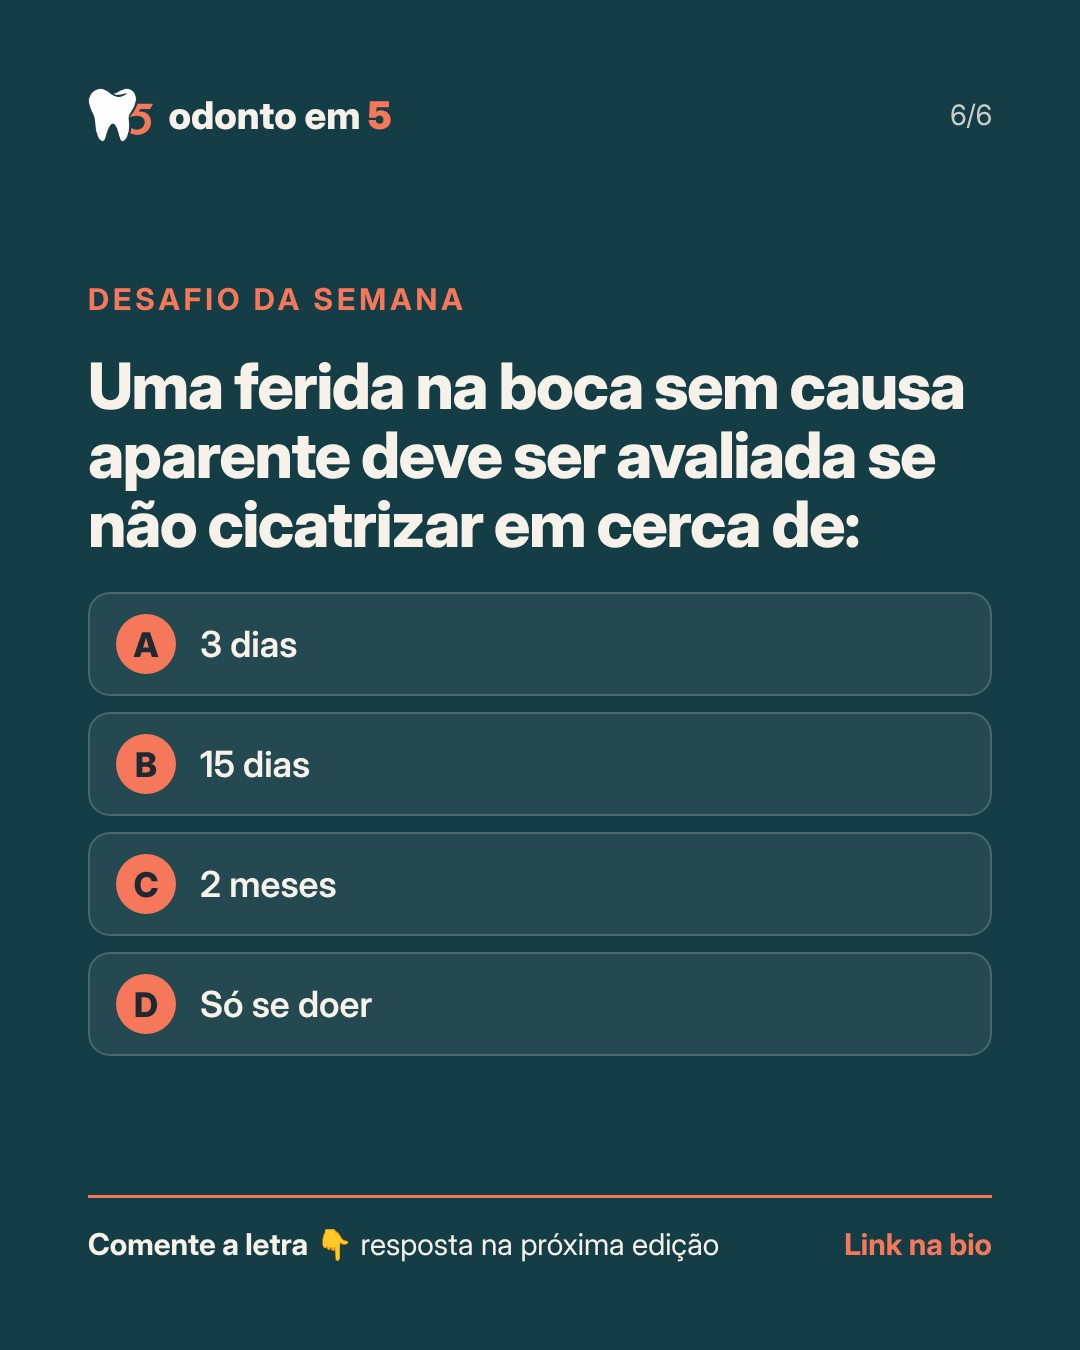 5 odonto em 5
6/6
DESAFIO DA SEMANA
Uma ferida na boca sem causa
aparente deve ser avaliada se
não cicatrizar em cerca de:
A 3 dias
B 15 dias
C 2 meses
D Só se doer
Comente a letra 👇 resposta na próxima edição
Link na bio